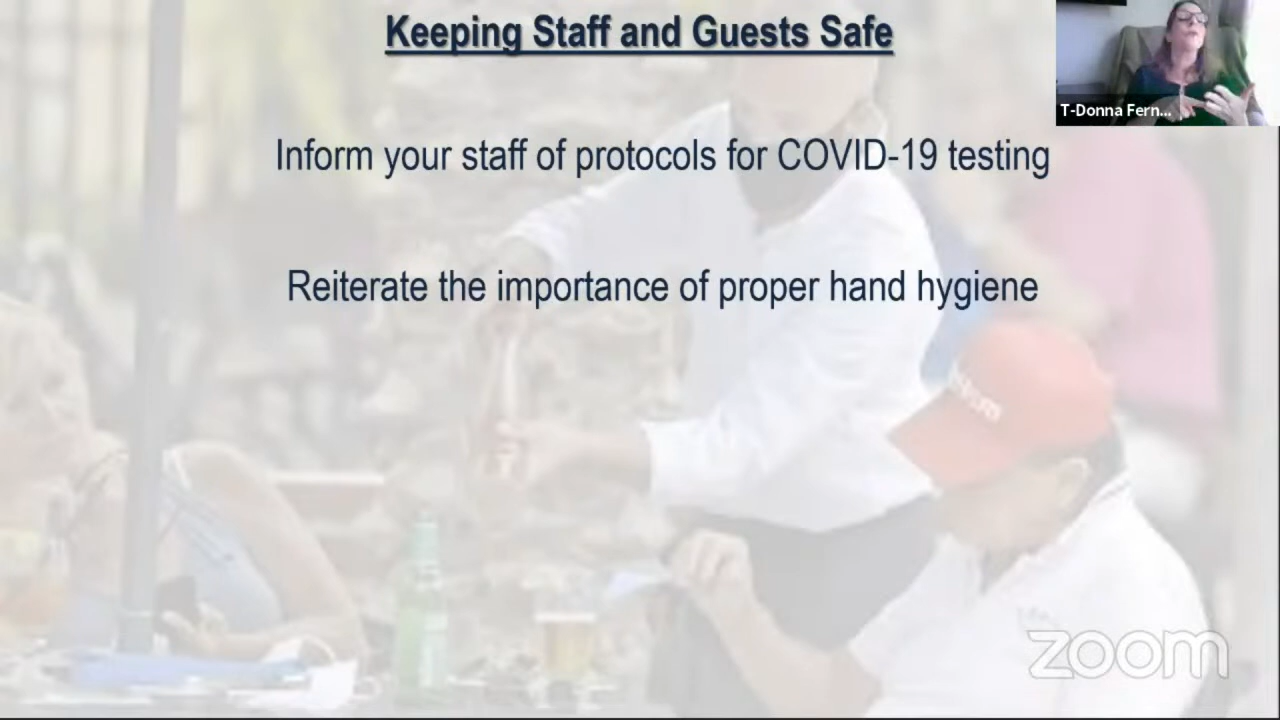 Keeping Staff and Guests Safe
T-Donna Fern...
Inform your staff of protocols for COVID-19 testing
Reiterate the importance of proper hand hygiene
zoom